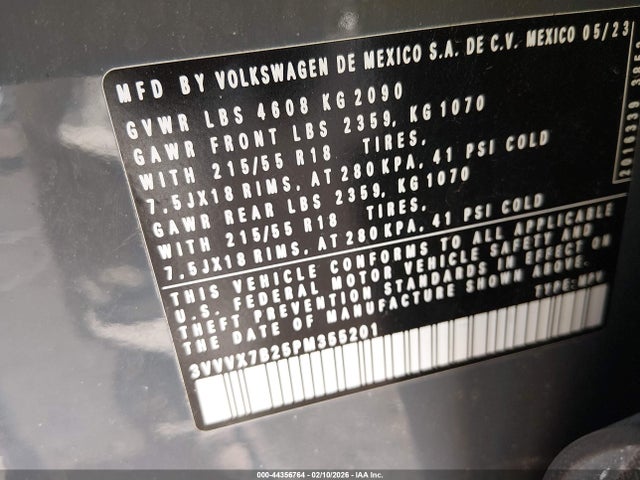 MFD BY VOLKSWAGEN DE MEXICO S.A. DE C.V. MEXICO 05/23
GVWR LBS 4608 KG 2090
GAWR FRONT LBS 2359, KG 1070
WITH 215/55 R18 TIRES,
7.5JX18 RIMS, AT 280 KPA, 41 PSI COLD
GAWR REAR LBS 2359, KG 1070
WITH 215/55 R18 TIRES,
7.5JX18 RIMS, AT 280 KPA, 41 PSI COLD
THIS VEHICLE CONFORMS TO ALL APPLICABLE
U.S. FEDERAL MOTOR VEHICLE SAFETY AND
THEFT PREVENTION STANDARDS IN EFFECT ON
THE DATE OF MANUFACTURE SHOWN ABOVE.
TYPE: MPV
3VVVX7B25PM355201
000-44356764 - 02/10/2026 - IAA Inc.